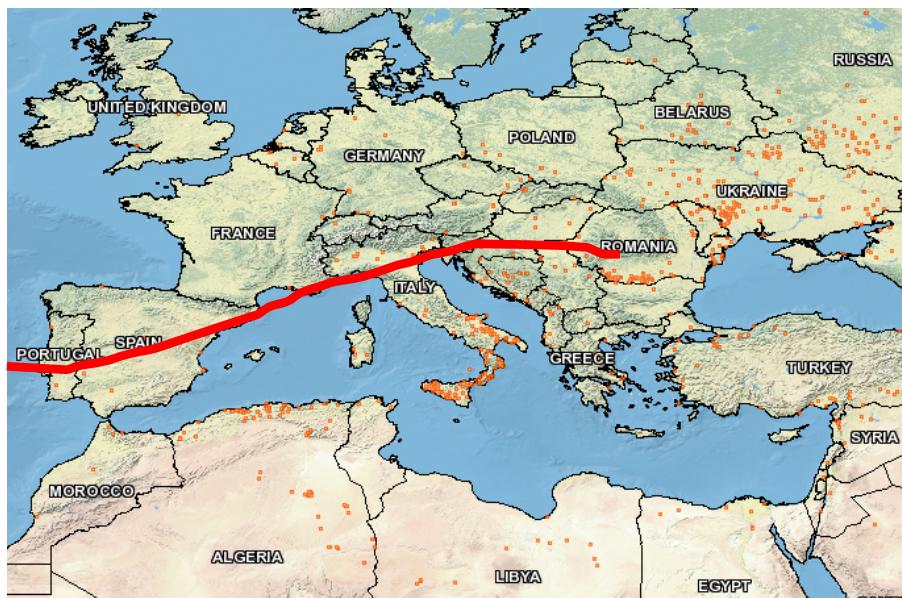 RUSSIA
UNITED KINGDOM
BELARUS
POLAND
GERMANY
UKRAINE
FRANCE
ROMANIA
ITALY
SPAIN
PORTUGAL
GREECE
TURKEY
SYRIA
MOROCCO
ALGERIA
LIBYA
EGYPT